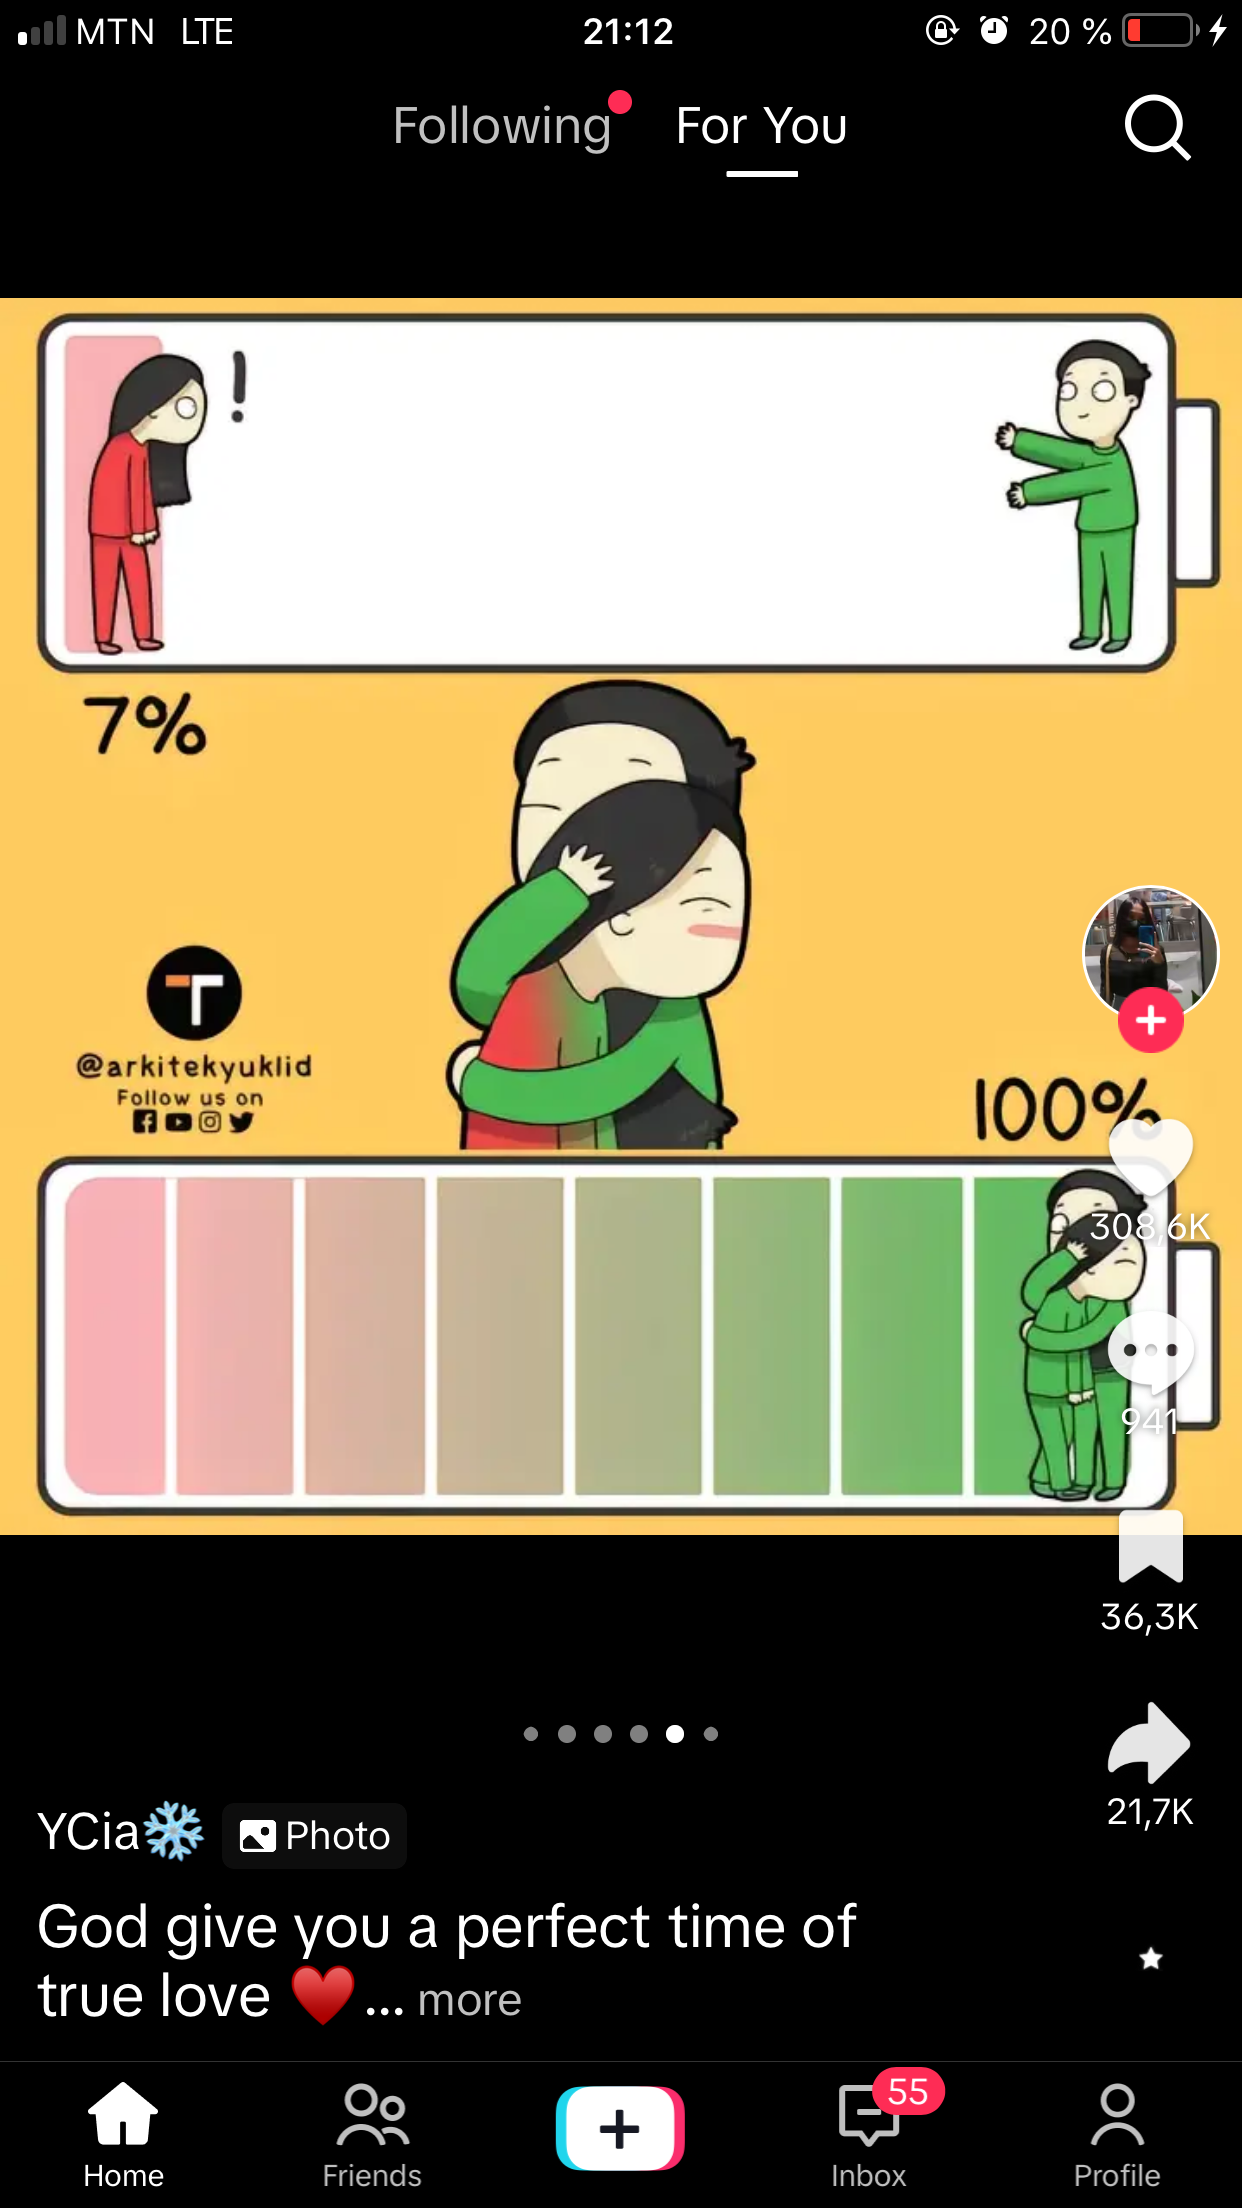 MTN LTE 21:12 20 %
Following For You
!
7%
@arkitekyuklid
Follow us on
100%
308,6K
941
36,3K
21,7K
YCia❄️ Photo
God give you a perfect time of
true love ♥️... more
55
Home Friends Inbox Profile